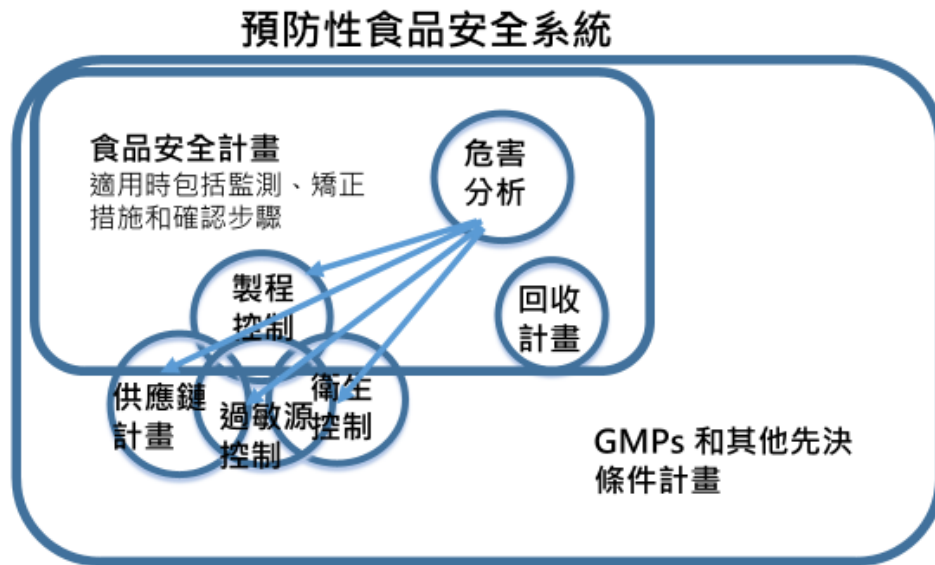 預防性食品安全系統
食品安全計畫
適用時包括監測、矯正
措施和確認步驟
危害
分析
製程
控制
回收
計畫
供應鏈
計畫
過敏源
控制
衛生
控制
GMPs 和其他先決
條件計畫